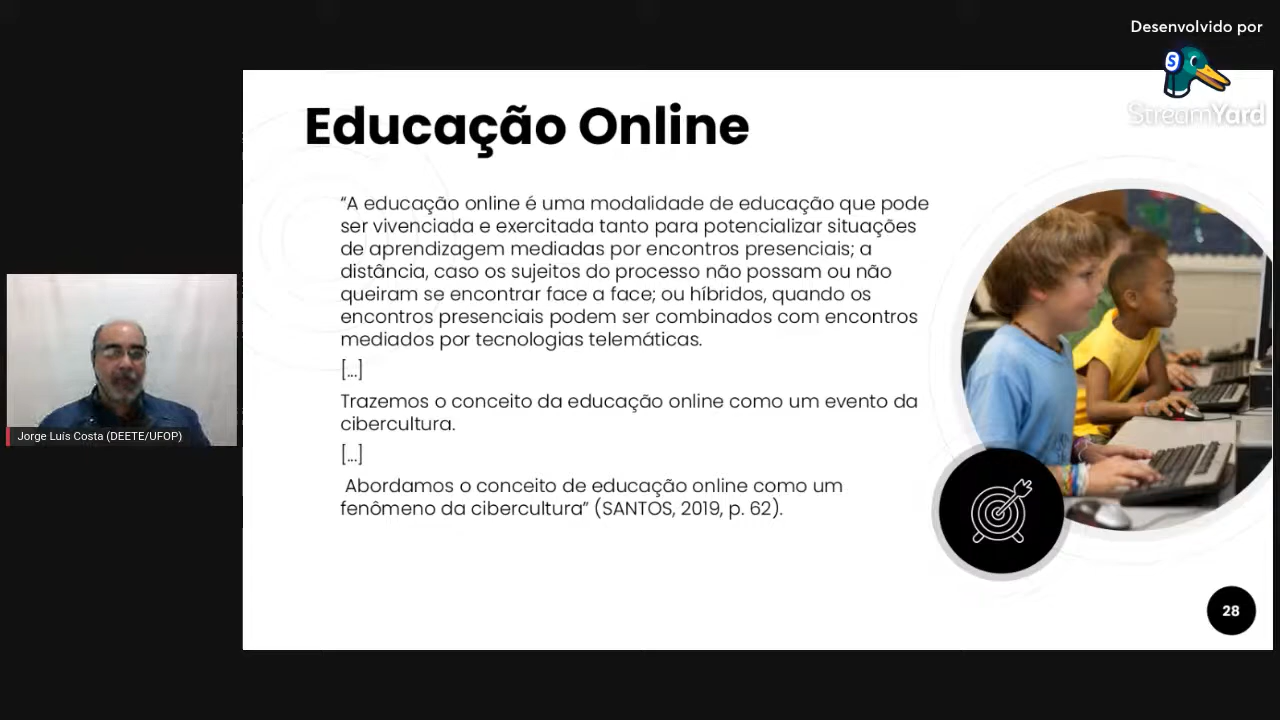 Desenvolvido por
S
StreamYard
Educação Online
“A educação online é uma modalidade de educação que pode
ser vivenciada e exercitada tanto para potencializar situações
de aprendizagem mediadas por encontros presenciais; a
distância, caso os sujeitos do processo não possam ou não
queiram se encontrar face a face; ou híbridos, quando os
encontros presenciais podem ser combinados com encontros
mediados por tecnologias telemáticas.
[...]
Trazemos o conceito da educação online como um evento da
cibercultura.
[...]
Abordamos o conceito de educação online como um
fenômeno da cibercultura” (SANTOS, 2019, p. 62).
Jorge Luís Costa (DEETE/UFOP)
28